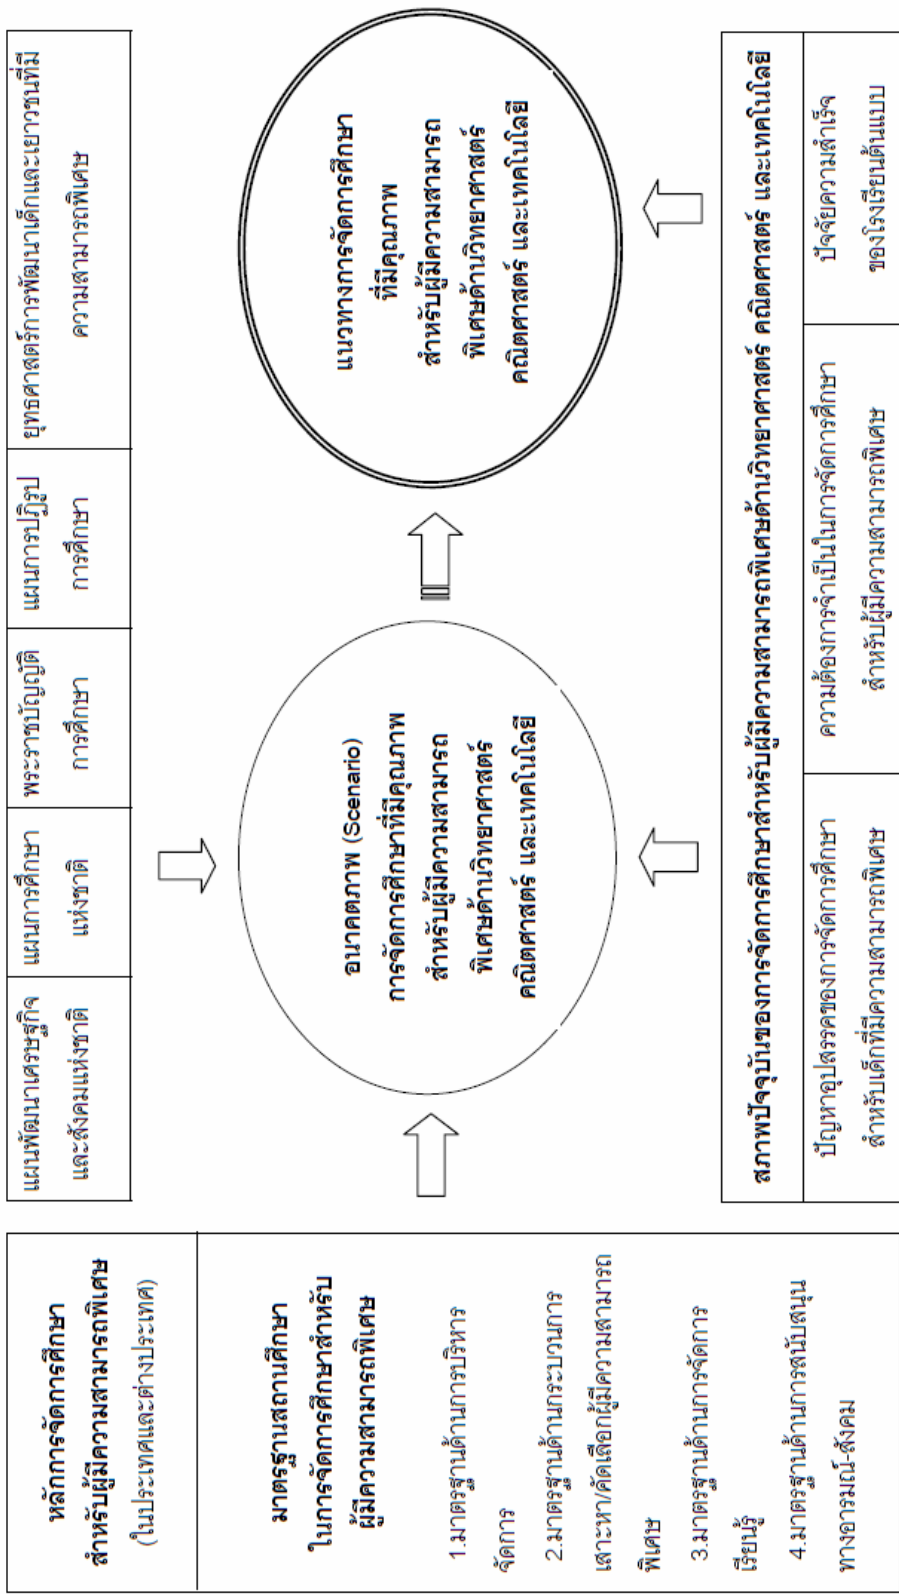 หลักการจัดการศึกษา
สำหรับผู้มีความสามารถพิเศษ
(ในประเทศและต่างประเทศ)
มาตรฐานสถานศึกษา
ในการจัดการศึกษาสำหรับ
ผู้มีความสามารถพิเศษ
1.มาตรฐานด้านการบริหาร
จัดการ
2.มาตรฐานด้านกระบวนการ
เสาะหา/คัดเลือกผู้มีความสามารถ
พิเศษ
3.มาตรฐานด้านการจัดการ
เรียนรู้
4.มาตรฐานด้านการสนับสนุน
ทางอารมณ์-สังคม
แผนพัฒนาเศรษฐกิจ
และสังคมแห่งชาติ
แผนการศึกษา
แห่งชาติ
พระราชบัญญัติ
การศึกษา
แผนการปฏิรูป
การศึกษา
ยุทธศาสตร์การพัฒนาเด็กและเยาวชนที่มี
ความสามารถพิเศษ
อนาคตภาพ (Scenario)
การจัดการศึกษาที่มีคุณภาพ
สำหรับผู้มีความสามารถ
พิเศษด้านวิทยาศาสตร์
คณิตศาสตร์ และเทคโนโลยี
แนวทางการจัดการศึกษา
ที่มีคุณภาพ
สำหรับผู้มีความสามารถ
พิเศษด้านวิทยาศาสตร์
คณิตศาสตร์ และเทคโนโลยี
สภาพปัจจุบันของการจัดการศึกษาสำหรับผู้มีความสามารถพิเศษด้านวิทยาศาสตร์ คณิตศาสตร์ และเทคโนโลยี
ปัญหาอุปสรรคของการจัดการศึกษา
สำหรับเด็กที่มีความสามารถพิเศษ
ความต้องการจำเป็นในการจัดการศึกษา
สำหรับผู้มีความสามารถพิเศษ
ปัจจัยความสำเร็จ
ของโรงเรียนต้นแบบ